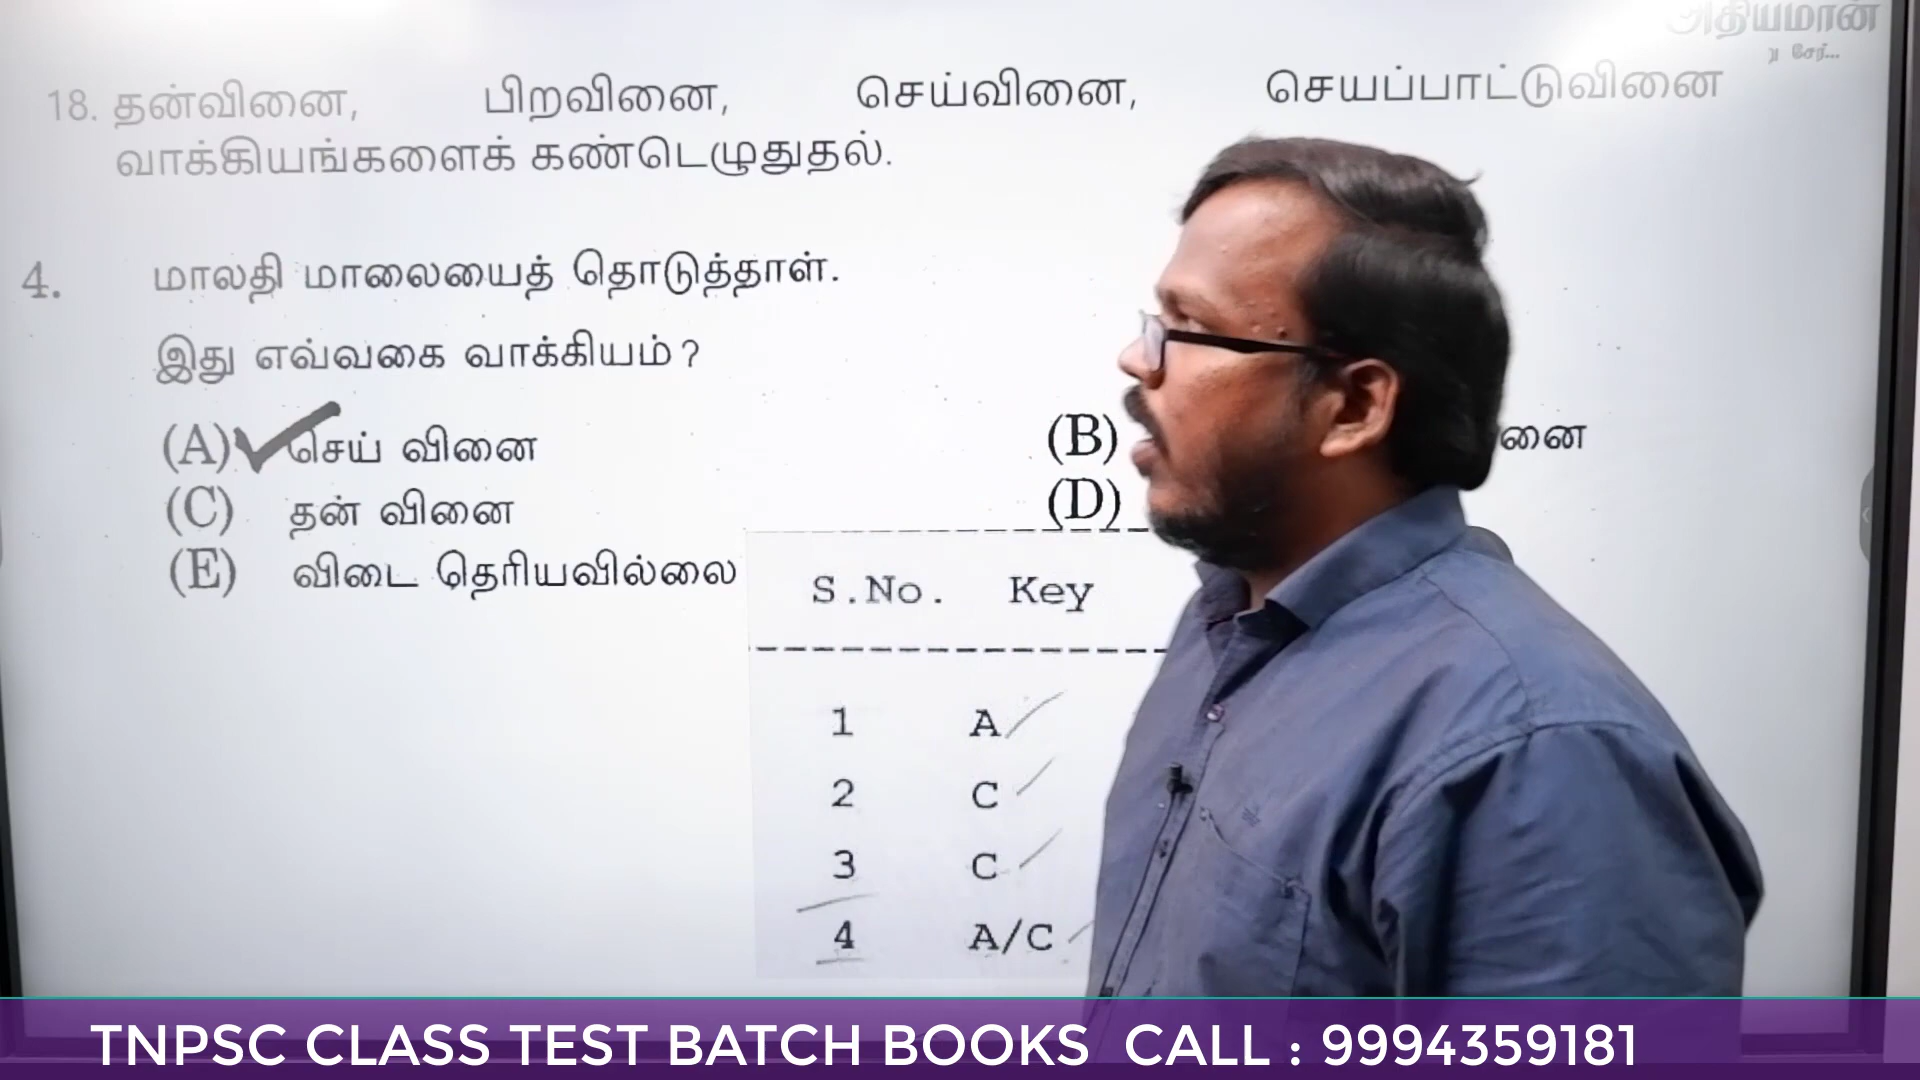 அதியமான்
சேர்...
18. தன்வினை, பிறவினை, செய்வினை, செயப்பாட்டுவினை
வாக்கியங்களைக் கண்டெழுதுதல்.
4. மாலதி மாலையைத் தொடுத்தாள்.
இது எவ்வகை வாக்கியம் ?
(A) செய் வினை (B) னை
(C) தன் வினை (D)
(E) விடை தெரியவில்லை
S.No. Key
1 A
2 C
3 C
4 A/C
TNPSC CLASS TEST BATCH BOOKS CALL : 9994359181